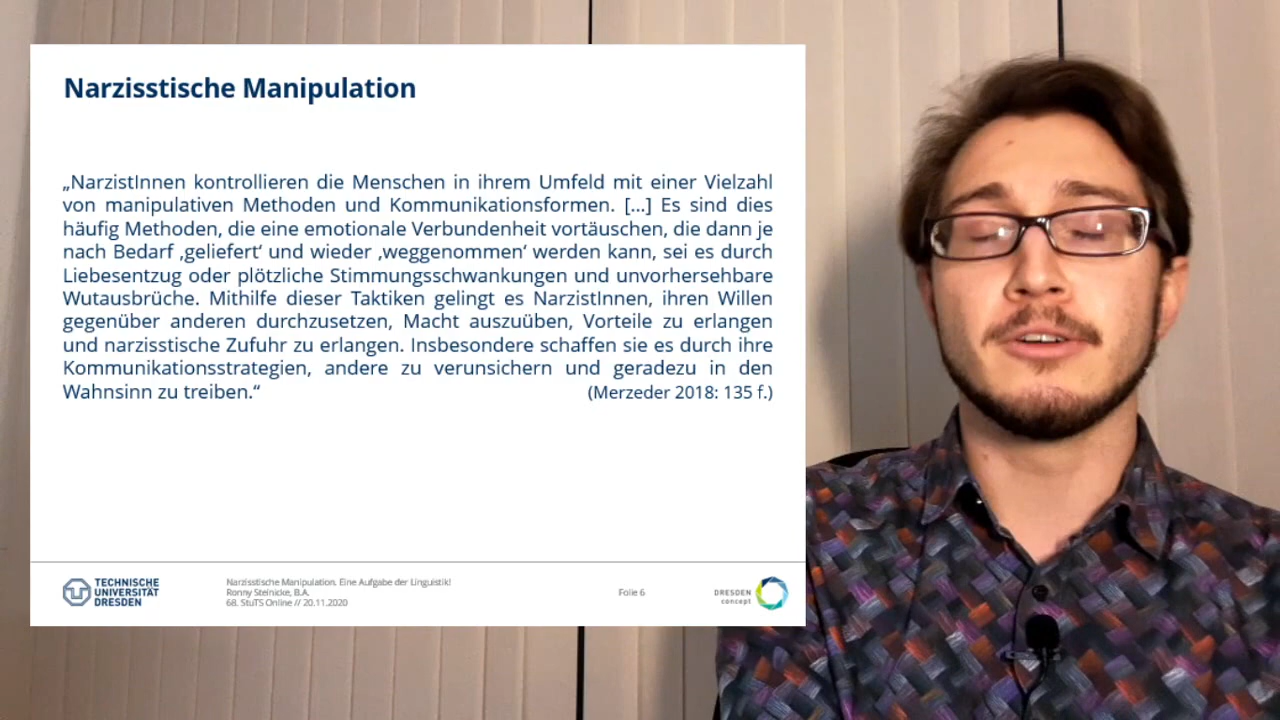 Narzisstische Manipulation
„NarzistInnen kontrollieren die Menschen in ihrem Umfeld mit einer Vielzahl
von manipulativen Methoden und Kommunikationsformen. [...] Es sind dies
häufig Methoden, die eine emotionale Verbundenheit vortäuschen, die dann je
nach Bedarf ‚geliefert‘ und wieder ‚weggenommen‘ werden kann, sei es durch
Liebesentzug oder plötzliche Stimmungsschwankungen und unvorhersehbare
Wutausbrüche. Mithilfe dieser Taktiken gelingt es NarzistInnen, ihren Willen
gegenüber anderen durchzusetzen, Macht auszuüben, Vorteile zu erlangen
und narzisstische Zufuhr zu erlangen. Insbesondere schaffen sie es durch ihre
Kommunikationsstrategien, andere zu verunsichern und geradezu in den
Wahnsinn zu treiben.“ (Merzeder 2018: 135 f.)
TECHNISCHE
UNIVERSITÄT
DRESDEN
Narzisstische Manipulation. Eine Aufgabe der Linguistik!
Ronny Steinicke, B.A.
68. StuTS Online // 20.11.2020
Folie 6
DRESDEN
concept